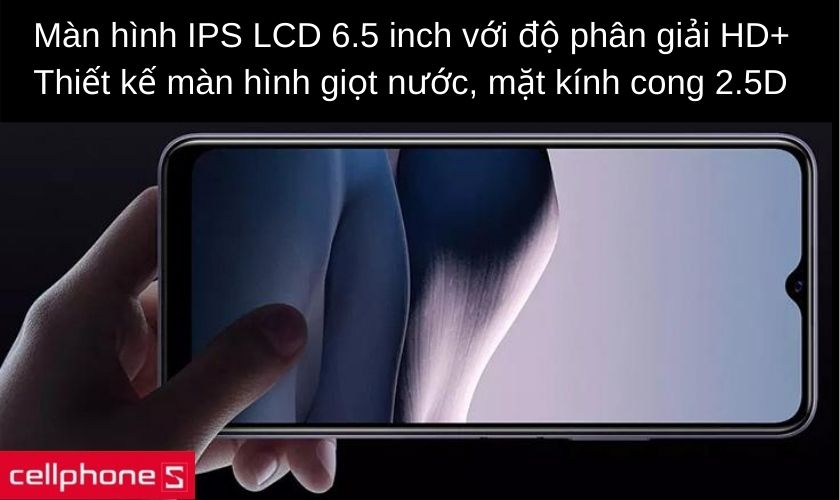 Màn hình IPS LCD 6.5 inch với độ phân giải HD+
Thiết kế màn hình giọt nước, mặt kính cong 2.5D
cellphone S